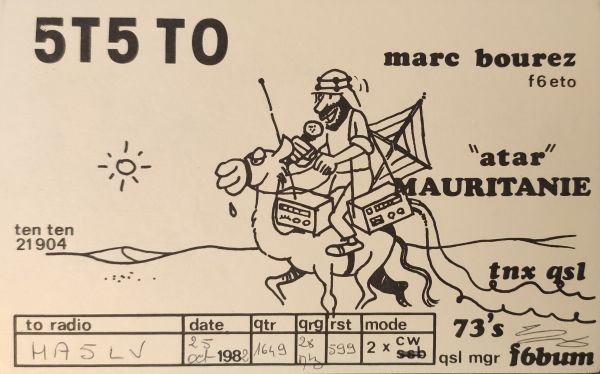 5T5 TO
marc bourez
f6eto
"atar"
MAURITANIE
ten ten
21904
tnx qsl
73's
qsl mgr f6bum
to radio date qtr qrg rst mode
HA5LV 25 oct 1982 1649 28 599 2 x cw
ssb